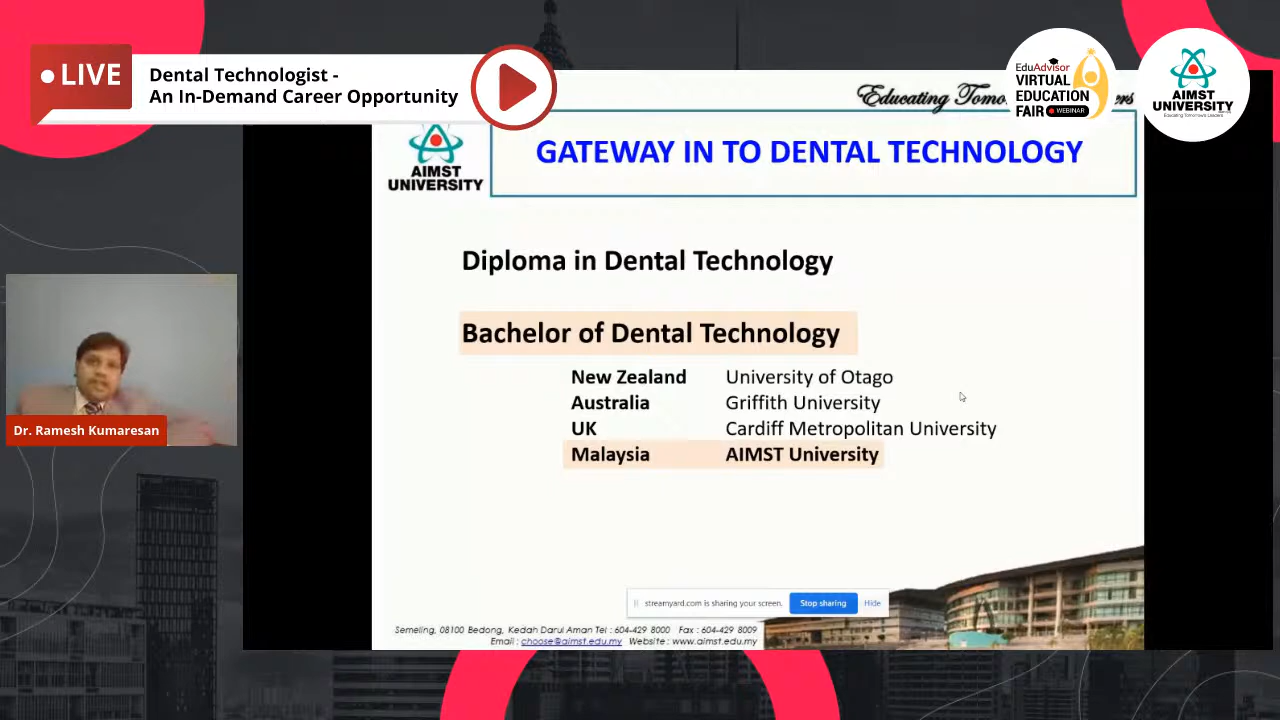 LIVE
Dental Technologist -
An In-Demand Career Opportunity
EduAdvisor
VIRTUAL
EDUCATION
FAIR WEBINAR
AIMST
UNIVERSITY
Educating Tomorrow's Leaders
Educating
AIMST
UNIVERSITY
GATEWAY IN TO DENTAL TECHNOLOGY
Diploma in Dental Technology
Bachelor of Dental Technology
New Zealand University of Otago
Australia Griffith University
UK Cardiff Metropolitan University
Malaysia AIMST University
Dr. Ramesh Kumaresan
streamyard.com is sharing your screen. Stop sharing Hide
Semeling, 08100 Bedong, Kedah Darul Aman Tel : 604-429 8000 Fax : 604-429 8009
Email : choose@aimst.edu.my Website : www.aimst.edu.my